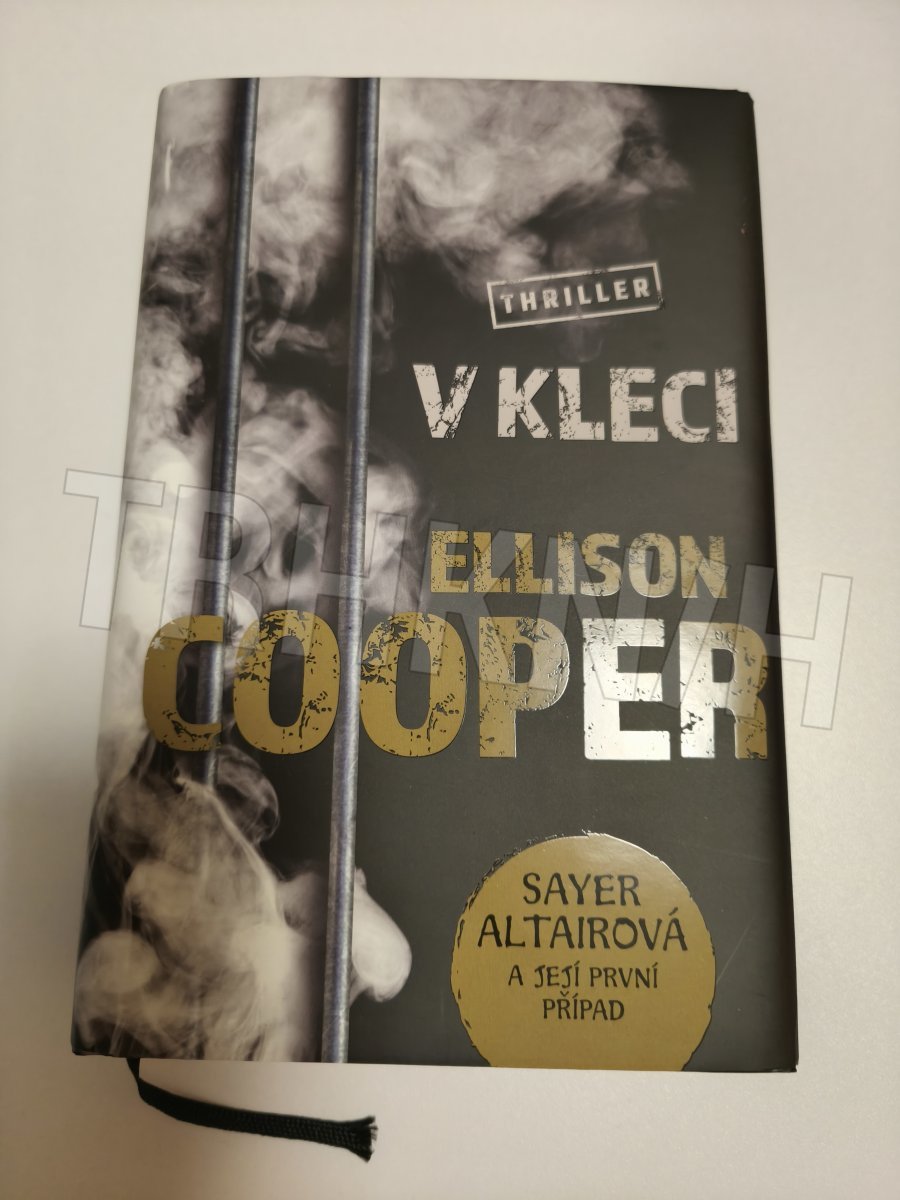 THRILLER
V KLECI
ELLISON
COOPER
SAYER
ALTAIROVÁ
A JEJÍ PRVNÍ
PŘÍPAD